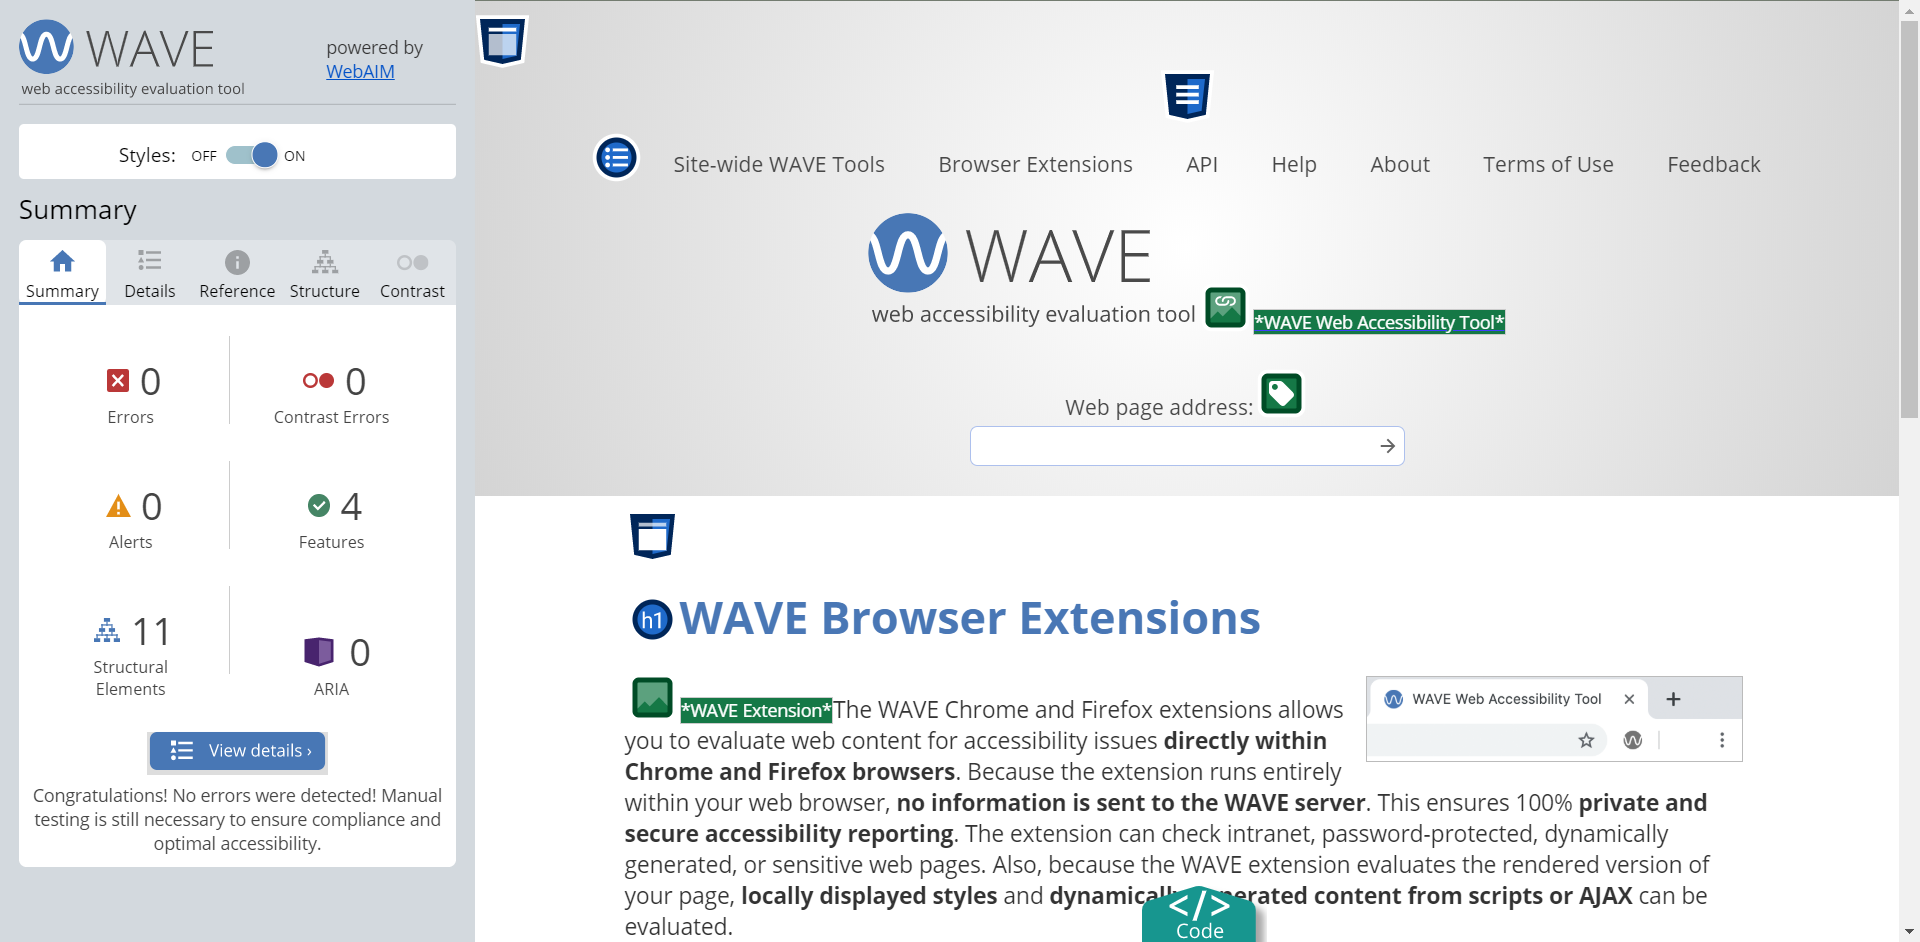 WAVE
web accessibility evaluation tool
powered by
WebAIM
Styles: OFF ON
Summary
Summary Details Reference Structure Contrast
0
Errors
0
Contrast Errors
0
Alerts
4
Features
11
Structural
Elements
0
ARIA
View details ›
Congratulations! No errors were detected! Manual
testing is still necessary to ensure compliance and
optimal accessibility.
Site-wide WAVE Tools Browser Extensions API Help About Terms of Use Feedback
WAVE
web accessibility evaluation tool
*WAVE Web Accessibility Tool*
Web page address:
h1 WAVE Browser Extensions
WAVE Web Accessibility Tool
*WAVE Extension*The WAVE Chrome and Firefox extensions allows
you to evaluate web content for accessibility issues directly within
Chrome and Firefox browsers. Because the extension runs entirely
within your web browser, no information is sent to the WAVE server. This ensures 100% private and
secure accessibility reporting. The extension can check intranet, password-protected, dynamically
generated, or sensitive web pages. Also, because the WAVE extension evaluates the rendered version of
your page, locally displayed styles and content from scripts or AJAX can be
evaluated.
</> Code